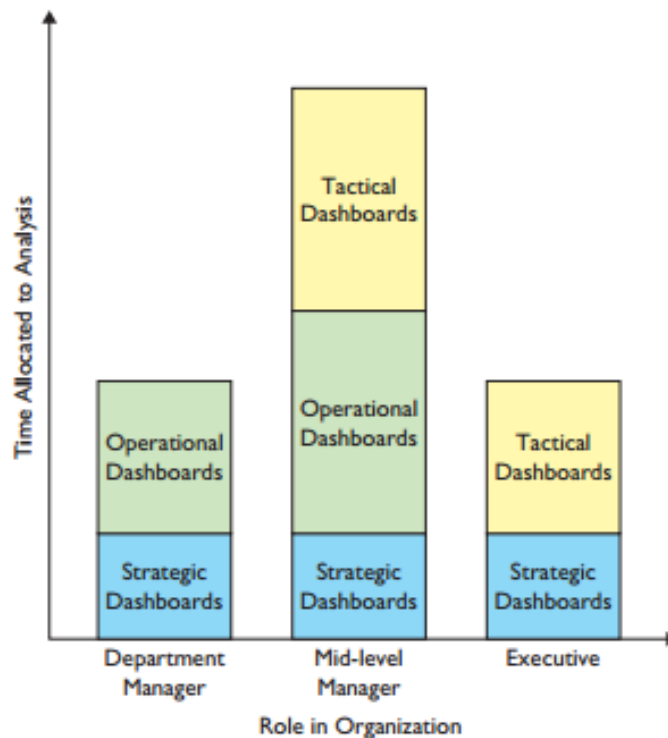 Time Allocated to Analysis
Tactical
Dashboards
Operational
Dashboards
Operational
Dashboards
Tactical
Dashboards
Strategic
Dashboards
Strategic
Dashboards
Strategic
Dashboards
Department
Manager
Mid-level
Manager
Executive
Role in Organization